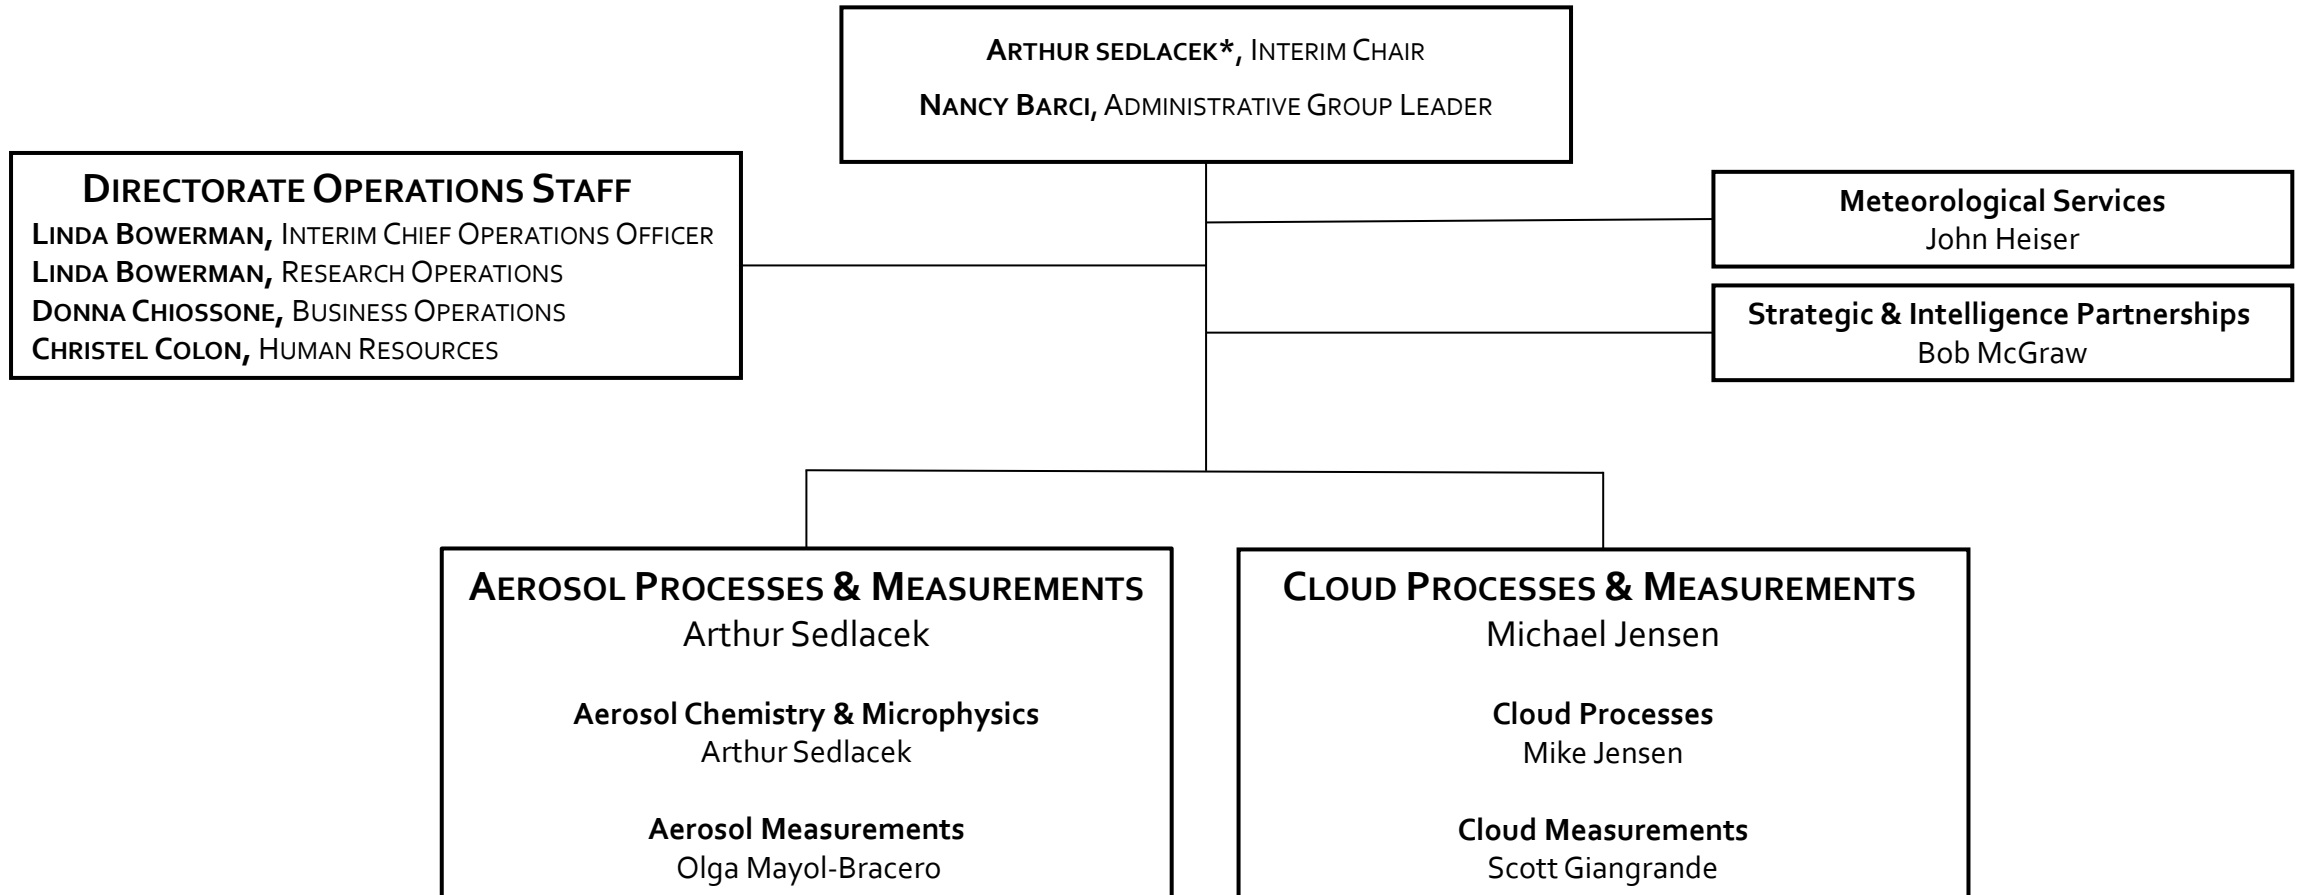 ARTHUR SEDLACEK*, INTERIM CHAIR
NANCY BARCI, ADMINISTRATIVE GROUP LEADER
DIRECTORATE OPERATIONS STAFF
LINDA BOWERMAN, INTERIM CHIEF OPERATIONS OFFICER
LINDA BOWERMAN, RESEARCH OPERATIONS
DONNA CHIOSSONE, BUSINESS OPERATIONS
CHRISTEL COLON, HUMAN RESOURCES
Meteorological Services
John Heiser
Strategic & Intelligence Partnerships
Bob McGraw
AEROSOL PROCESSES & MEASUREMENTS
Arthur Sedlacek
Aerosol Chemistry & Microphysics
Arthur Sedlacek
Aerosol Measurements
Olga Mayol-Bracero
CLOUD PROCESSES & MEASUREMENTS
Michael Jensen
Cloud Processes
Mike Jensen
Cloud Measurements
Scott Giangrande